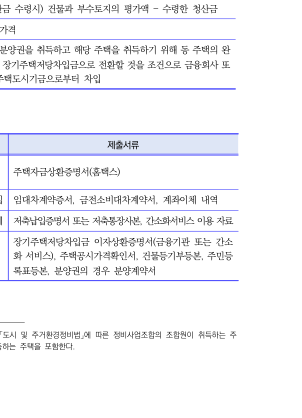 금 수령시) 건물과 부수토지의 평가액 – 수령한 청산금
가격
분양권을 취득하고 해당 주택을 취득하기 위해 동 주택의 완
장기주택저당차입금으로 전환할 것을 조건으로 금융회사 또
주택도시기금으로부터 차입
제출서류
주택자금상환증명서(홈택스)
임대차계약증서, 금전소비대차계약서, 계좌이체 내역
저축납입증명서 또는 저축통장사본, 간소화서비스 이용 자료
장기주택저당차입금 이자상환증명서(금융기관 또는 간소
화 서비스), 주택공시가격확인서, 건물등기부등본, 주민등
록표등본, 분양권의 경우 분양계약서
「도시 및 주거환경정비법」에 따른 정비사업조합의 조합원이 취득하는 주
하는 주택을 포함한다.